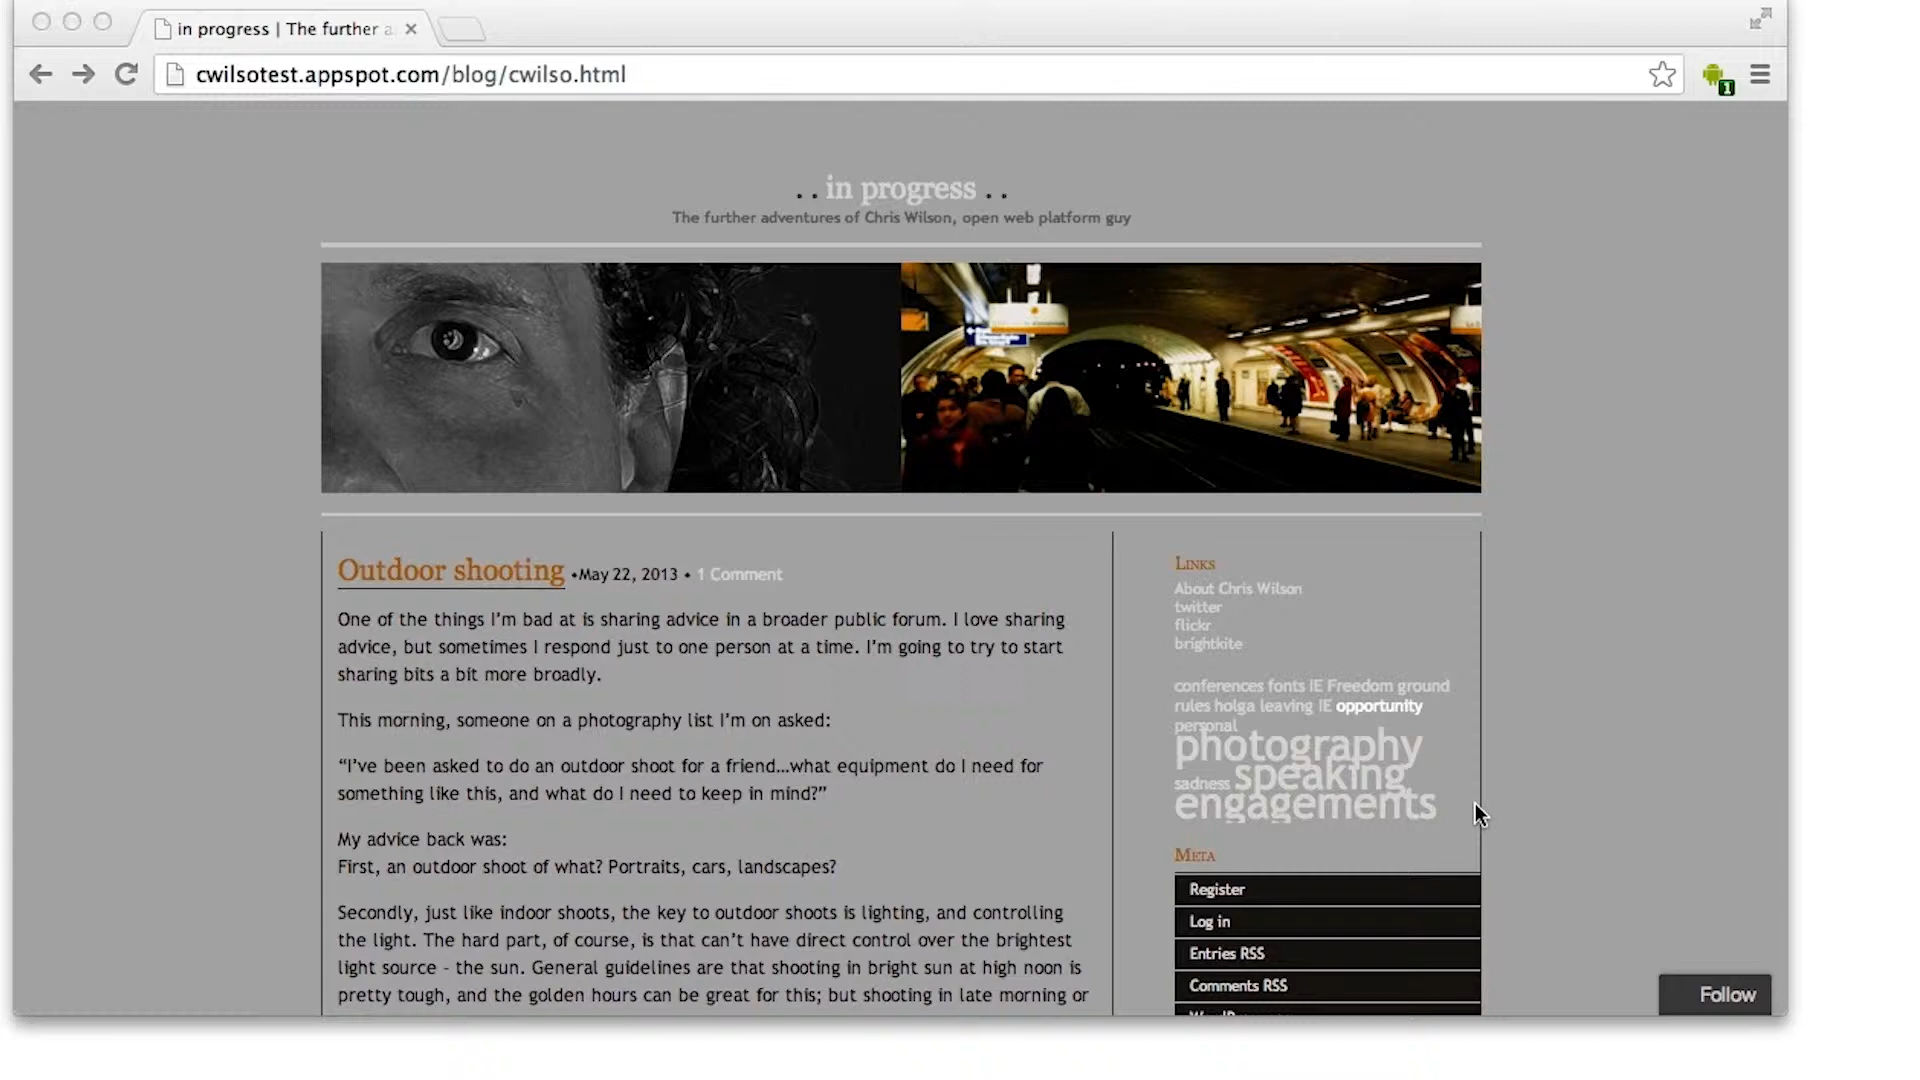 in progress | The further a
cwilsotest.appspot.com/blog/cwilso.html
1
. . in progress . .
The further adventures of Chris Wilson, open web platform guy
Outdoor shooting •May 22, 2013 • 1 Comment
One of the things I'm bad at is sharing advice in a broader public forum. I love sharing
advice, but sometimes I respond just to one person at a time. I'm going to try to start
sharing bits a bit more broadly.
This morning, someone on a photography list I'm on asked:
“I've been asked to do an outdoor shoot for a friend…what equipment do I need for
something like this, and what do I need to keep in mind?”
My advice back was:
First, an outdoor shoot of what? Portraits, cars, landscapes?
Secondly, just like indoor shoots, the key to outdoor shoots is lighting, and controlling
the light. The hard part, of course, is that can't have direct control over the brightest
light source - the sun. General guidelines are that shooting in bright sun at high noon is
pretty tough, and the golden hours can be great for this; but shooting in late morning or
Links
About Chris Wilson
twitter
flickr
brightkite
conferences fonts IE Freedom ground
rules holga leaving IE opportunity
personal
photography
sadness speaking
engagements
Meta
Register
Log in
Entries RSS
Comments RSS
Follow